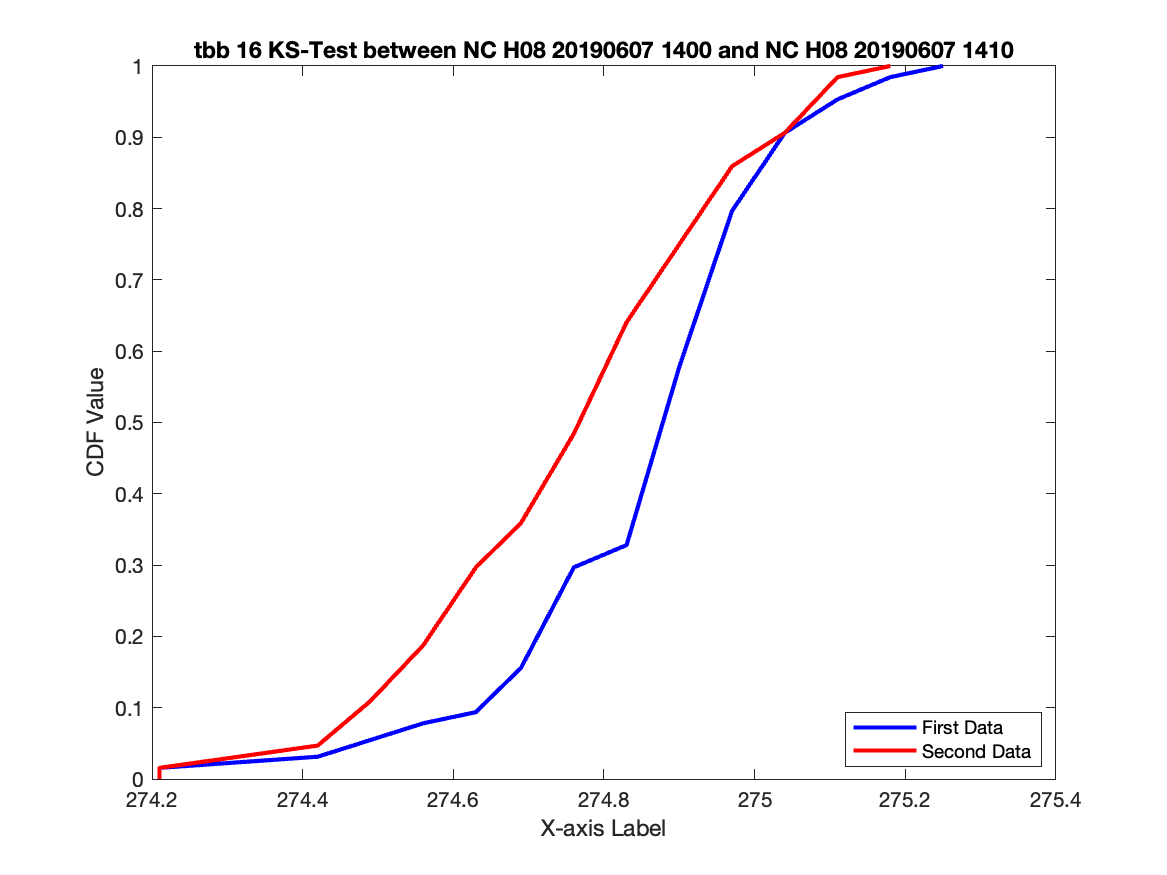 tbb 16 KS-Test between NC H08 20190607 1400 and NC H08 20190607 1410
1
0.9
0.8
0.7
0.6
0.5
0.4
0.3
0.2
0.1
0
CDF Value
First Data
Second Data
274.2 274.4 274.6 274.8 275 275.2 275.4
X-axis Label